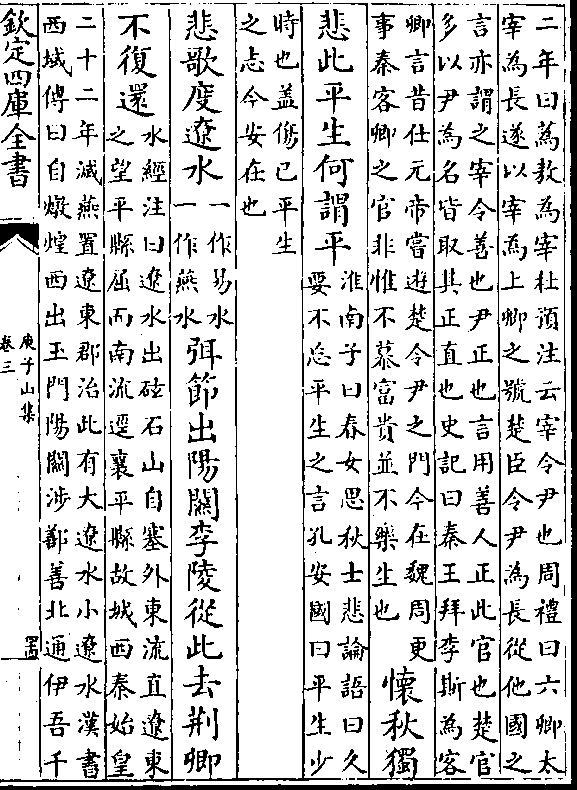 二年曰蒍敖為宰杜預注云宰令尹也周禮曰六卿太
宰為長遂以宰為上卿之號楚臣令尹為長從他國之
言亦謂之宰令善也尹正也言用善人正此官也楚官
多以尹為名皆取其正直也史記曰秦王拜李斯為客
卿言昔仕元帝嘗遊楚令尹之門今在魏周更
事秦客卿之官非惟不慕富貴並不樂生也
懷秋獨
悲此平生何謂平
淮南子曰春女思秋士悲論語曰久
要不忘平生之言孔安國曰平生少
時也蓋傷已平生
之志今安在也
悲歌度遼水
一作易水
一作燕水
弭節出陽關李陵從此去荆卿
不復還
水經注曰遼水出砫石山自塞外東流直遼東
之望平縣屈而南流逕襄平縣故城西秦始皇
二十二年滅燕置遼東郡治此有大遼水小遼水漢書
西域傳曰自燉煌西出玉門陽關涉鄯善北通伊吾千
欽定四庫全書
庾子山集
卷三